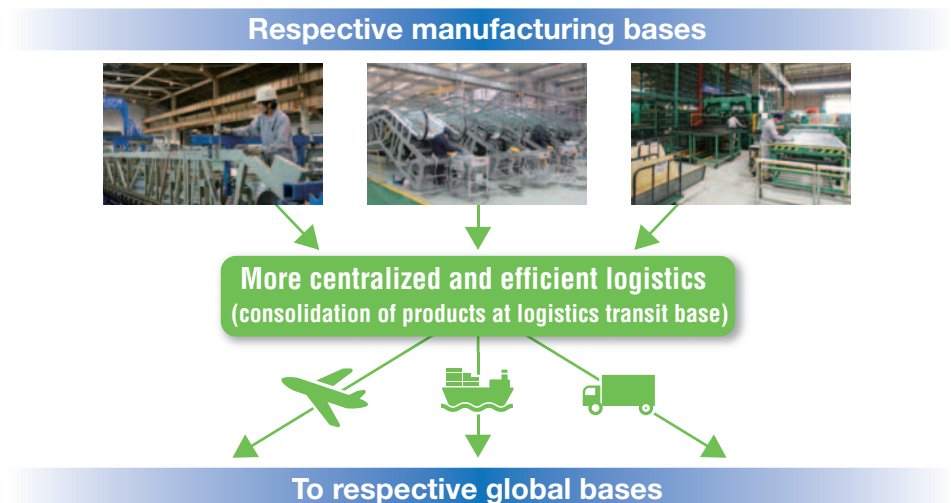 Respective manufacturing bases
More centralized and efficient logistics
(consolidation of products at logistics transit base)
To respective global bases